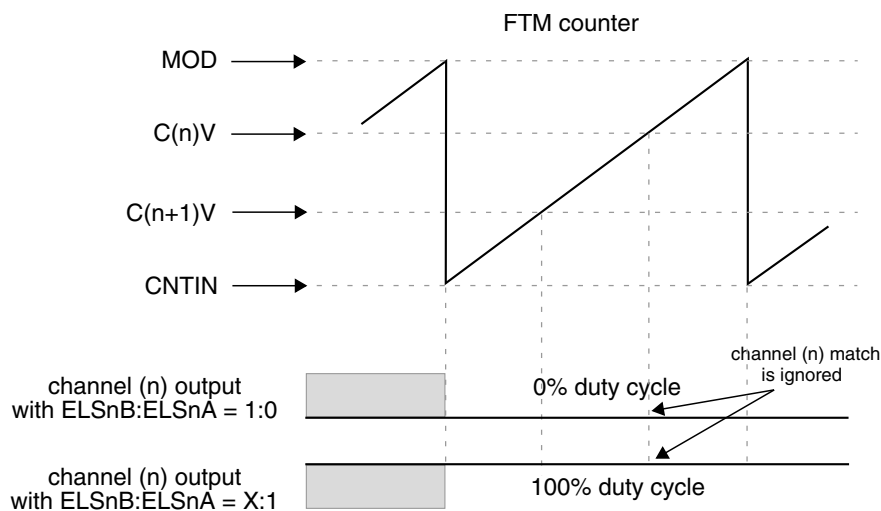 FTM counter
MOD
C(n)V
C(n+1)V
CNTIN
channel (n) match
is ignored
channel (n) output
with ELSnB:ELSnA = 1:0
0% duty cycle
channel (n) output
with ELSnB:ELSnA = X:1
100% duty cycle